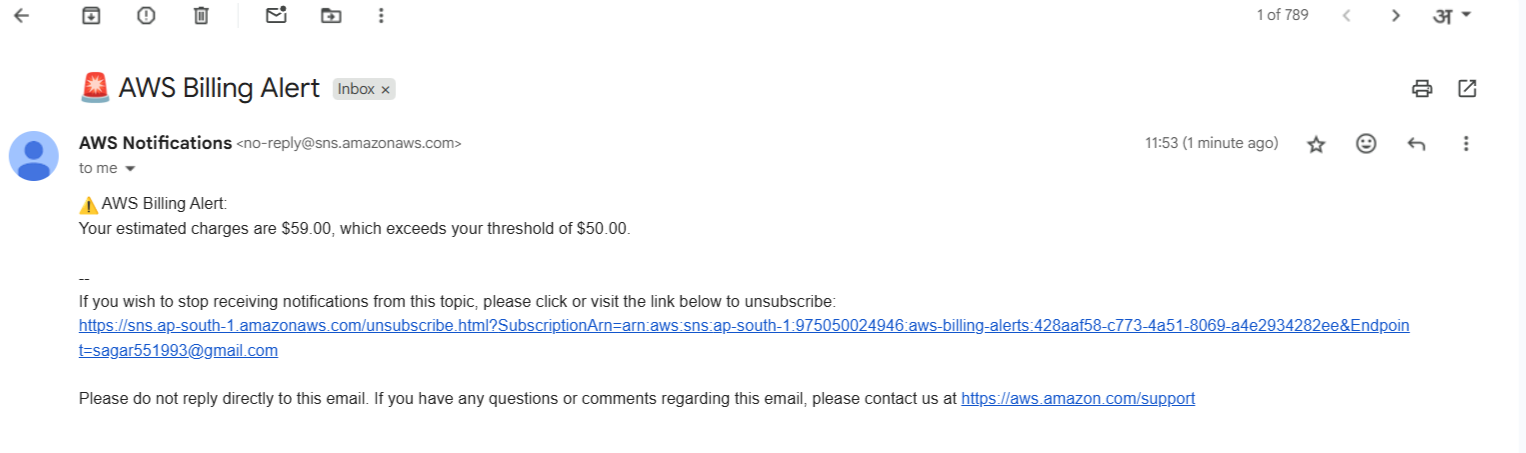 1 of 789
अ
🚨 AWS Billing Alert Inbox ×
AWS Notifications <no-reply@sns.amazonaws.com> 11:53 (1 minute ago)
to me
⚠️ AWS Billing Alert:
Your estimated charges are $59.00, which exceeds your threshold of $50.00.
--
If you wish to stop receiving notifications from this topic, please click or visit the link below to unsubscribe:
https://sns.ap-south-1.amazonaws.com/unsubscribe.html?SubscriptionArn=arn:aws:sns:ap-south-1:975050024946:aws-billing-alerts:428aaf58-c773-4a51-8069-a4e2934282ee&Endpoin
t=sagar551993@gmail.com
Please do not reply directly to this email. If you have any questions or comments regarding this email, please contact us at https://aws.amazon.com/support